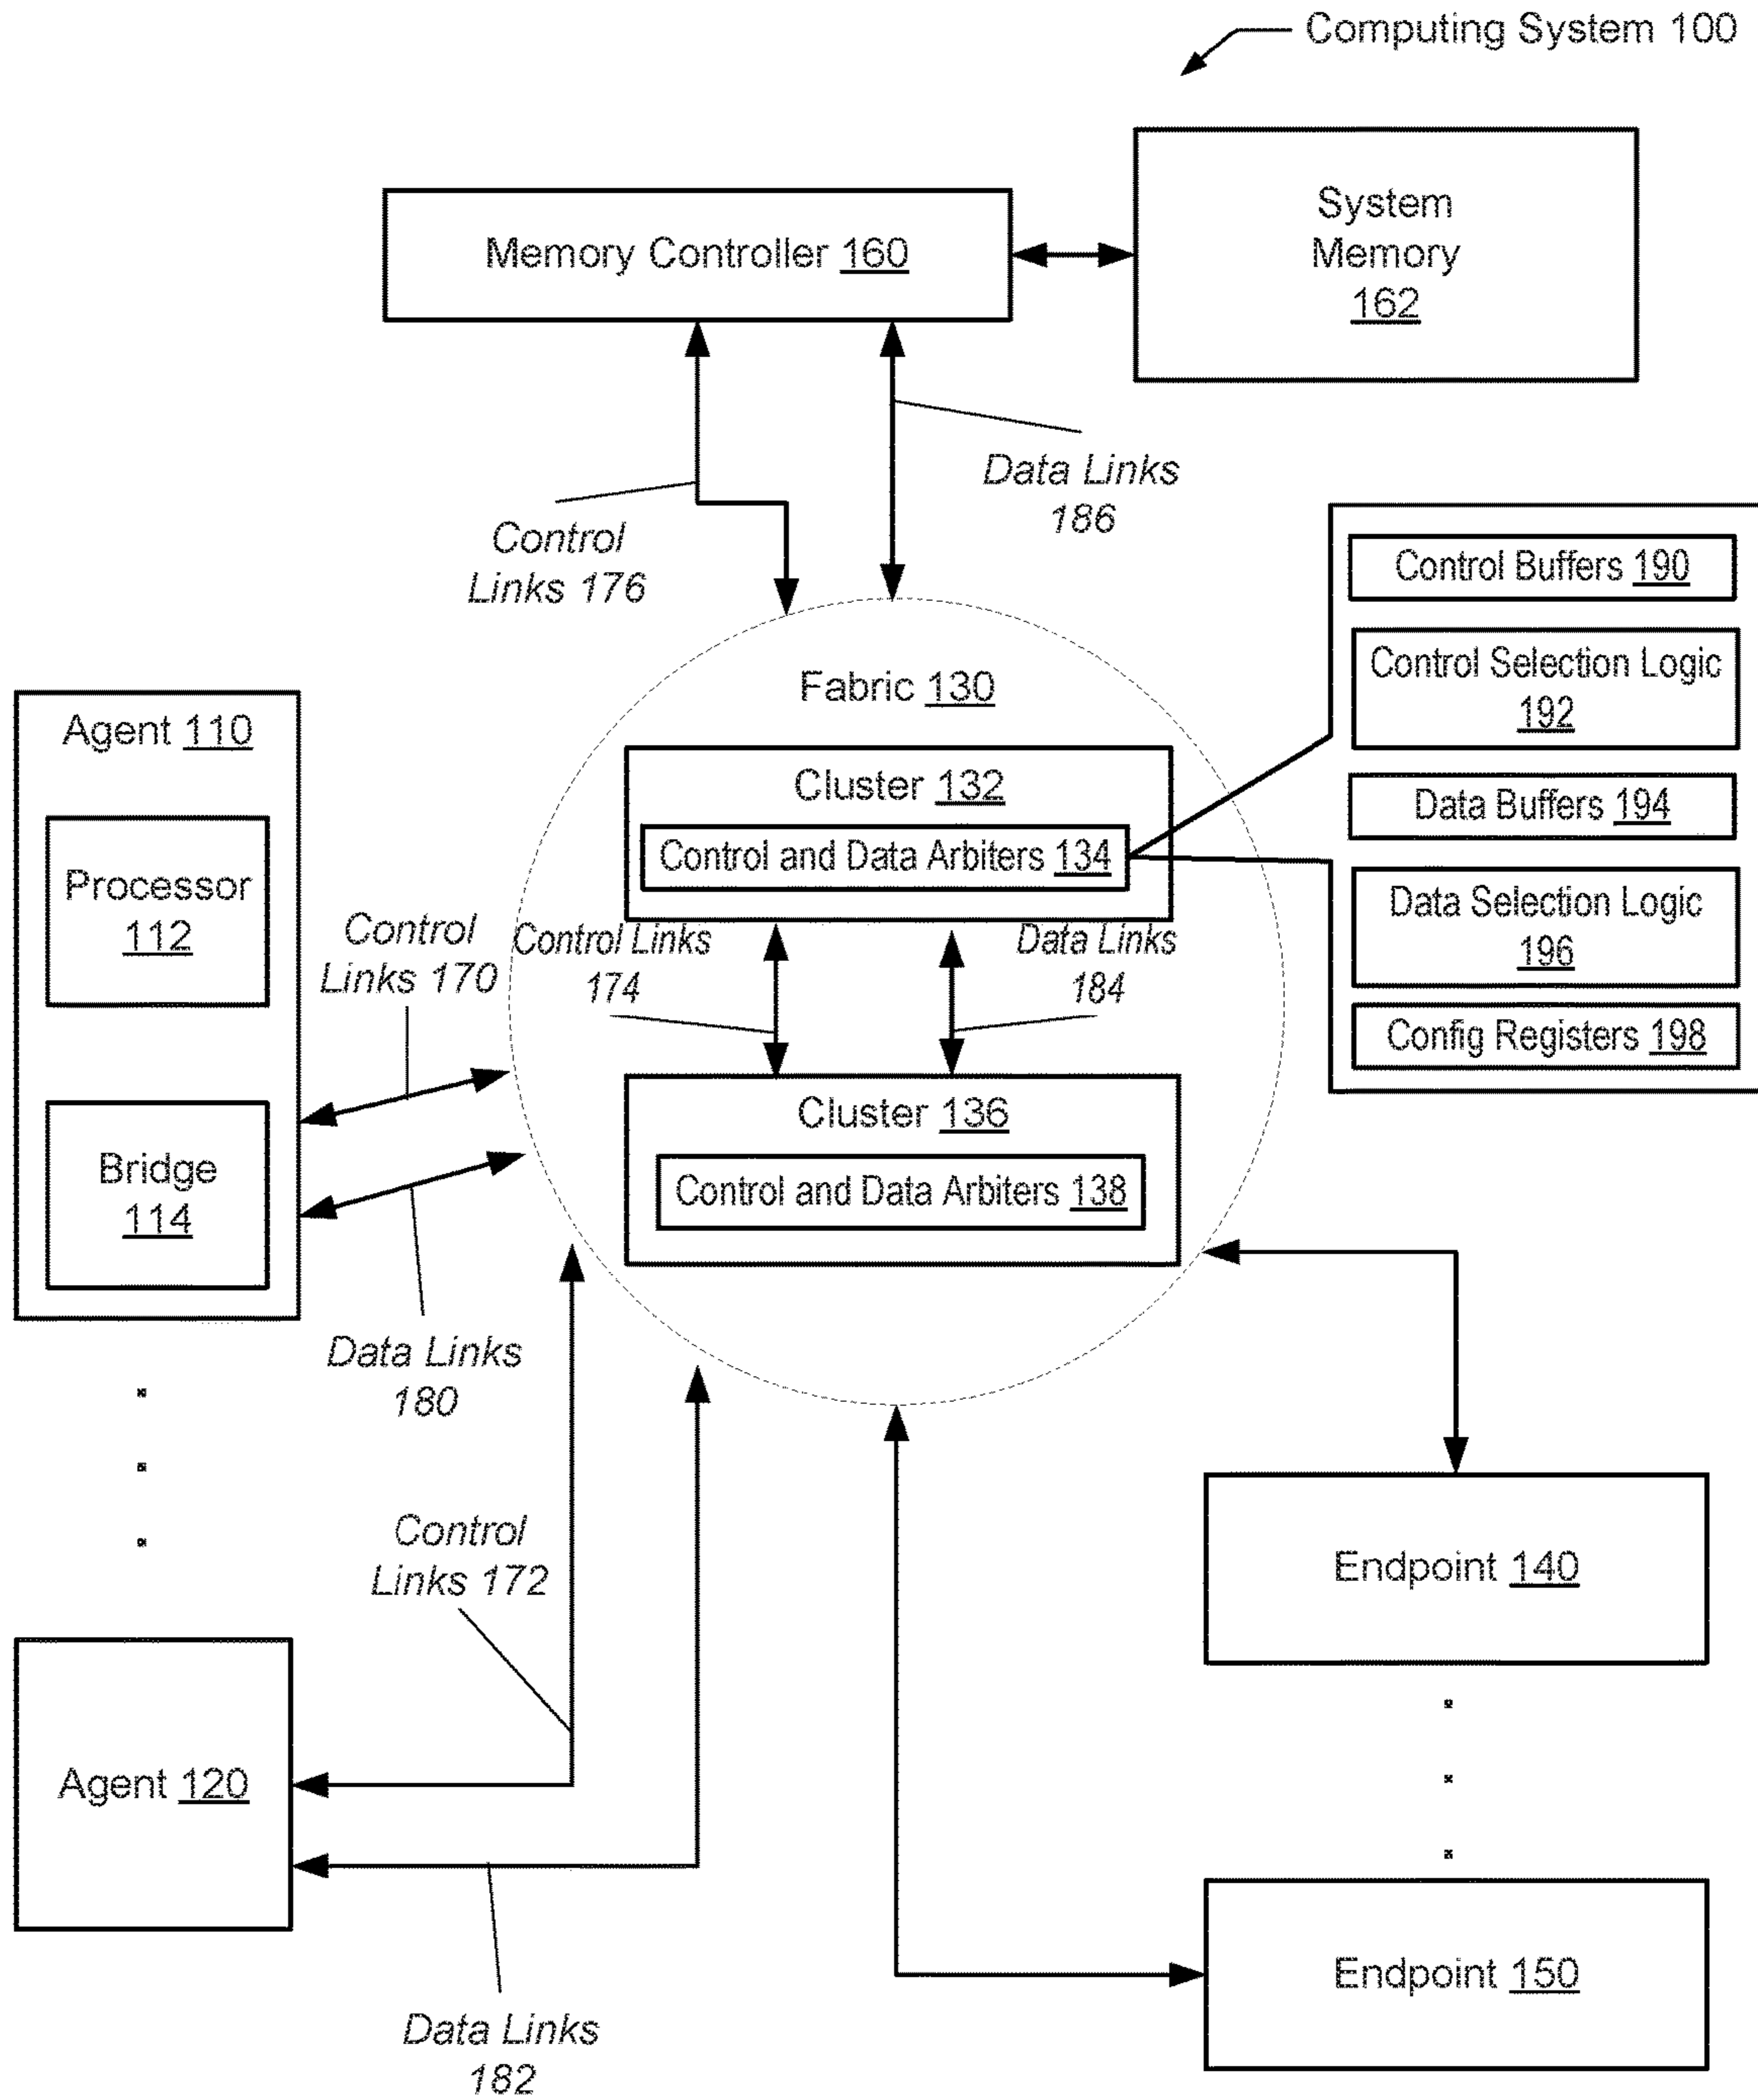 Computing System 100
System
Memory
162
Memory Controller 160
Data Links
186
Control
Links 176
Control Buffers 190
Control Selection Logic
192
Data Buffers 194
Data Selection Logic
196
Config Registers 198
Fabric 130
Cluster 132
Control and Data Arbiters 134
Agent 110
Processor
112
Control
Links 170
Control Links
174
Data Links
184
Cluster 136
Control and Data Arbiters 138
Bridge
114
Data Links
180
Control
Links 172
Endpoint 140
Agent 120
Endpoint 150
Data Links
182